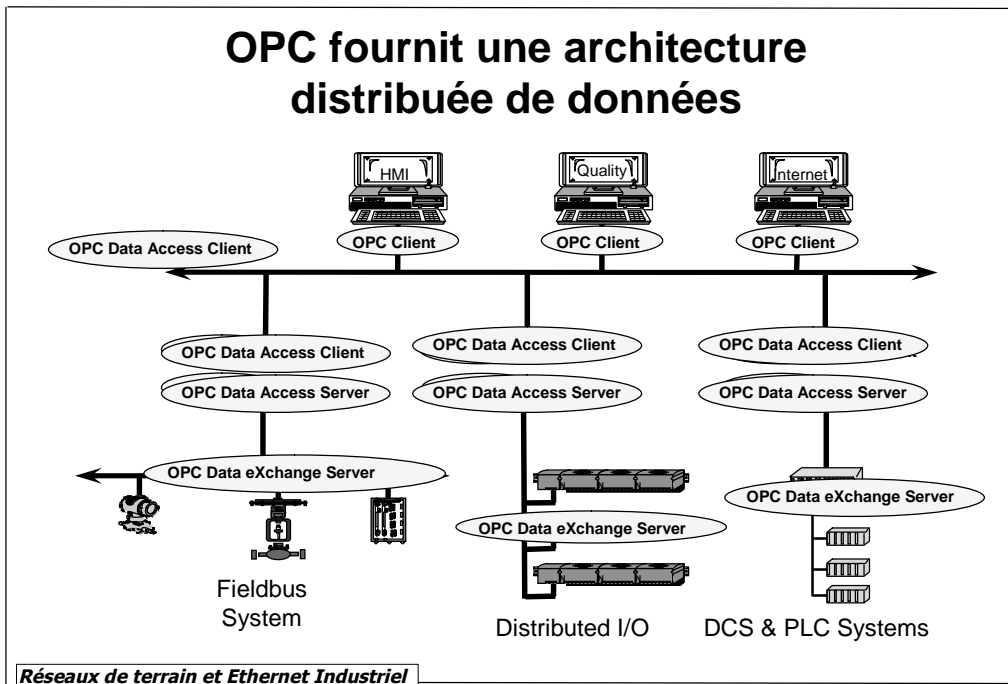 OPC fournit une architecture
distribuée de données
HMI
Quality
nternet
OPC Client
OPC Client
OPC Client
OPC Data Access Client
OPC Data Access Client
OPC Data Access Client
OPC Data Access Client
OPC Data Access Server
OPC Data Access Server
OPC Data Access Server
OPC Data eXchange Server
OPC Data eXchange Server
OPC Data eXchange Server
N N N N
N N N N
Fieldbus
System
Distributed I/O
DCS & PLC Systems
Réseaux de terrain et Ethernet Industriel